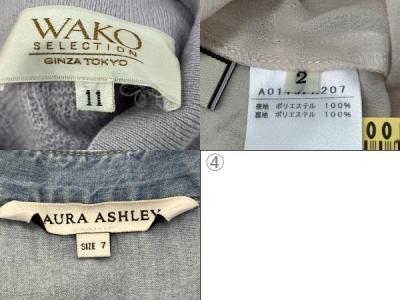 WAKO
SELECTION
GINZA TOKYO
11
2
207
表地 ポリエステル 100%
裏地 ポリエステル 100%
00
AURA ASHLEY
SIZE 7
④